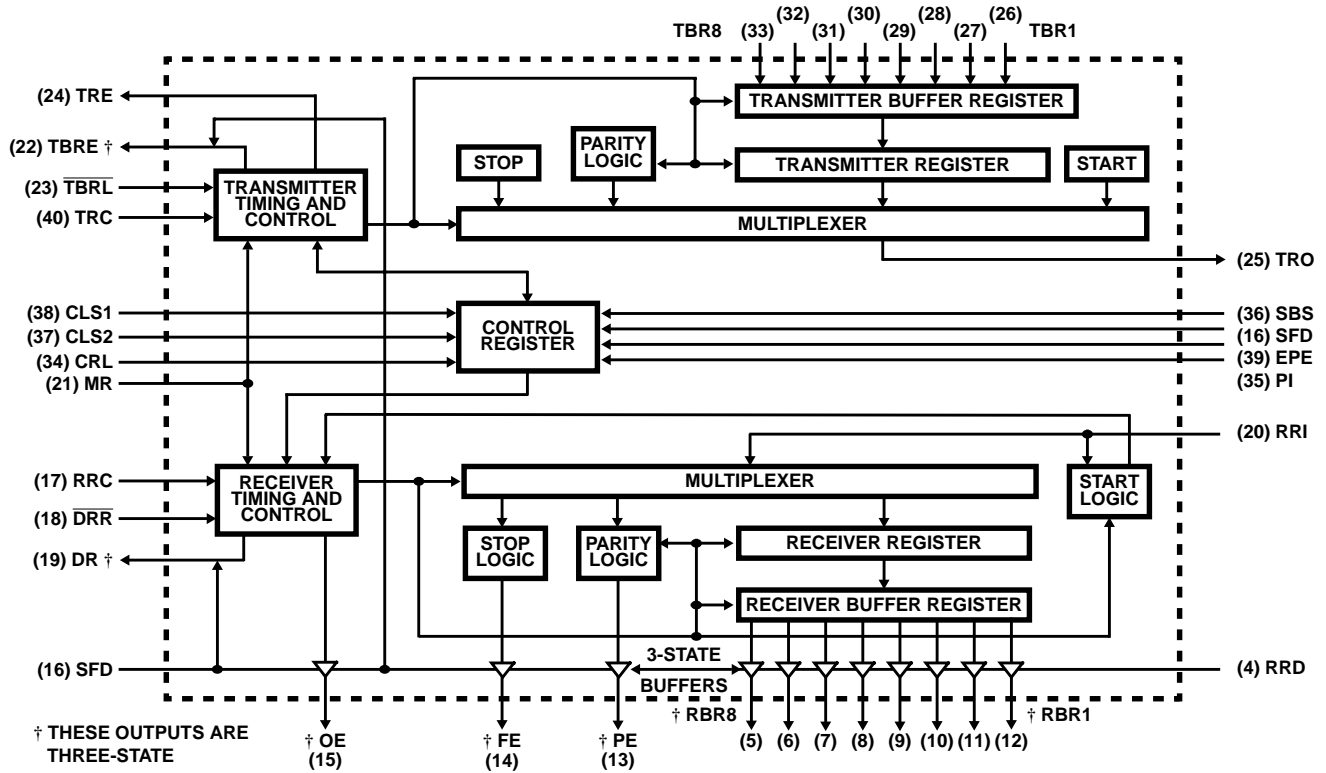 (32) (30) (28) (26)
TBR8 (33) (31) (29) (27) TBR1
(24) TRE
TRANSMITTER BUFFER REGISTER
(22) TBRE †
STOP
PARITY
LOGIC
TRANSMITTER REGISTER
START
(23) TBRL
(40) TRC
TRANSMITTER
TIMING AND
CONTROL
MULTIPLEXER
(25) TRO
(38) CLS1
(37) CLS2
(34) CRL
(21) MR
CONTROL
REGISTER
(36) SBS
(16) SFD
(39) EPE
(35) PI
(20) RRI
(17) RRC
(18) DRR
(19) DR †
RECEIVER
TIMING AND
CONTROL
MULTIPLEXER
START
LOGIC
STOP
LOGIC
PARITY
LOGIC
RECEIVER REGISTER
RECEIVER BUFFER REGISTER
(16) SFD
3-STATE
BUFFERS
(4) RRD
† RBR8
† RBR1
† THESE OUTPUTS ARE
THREE-STATE
† OE
(15)
† FE
(14)
† PE
(13)
(5) (6) (7) (8) (9) (10) (11) (12)